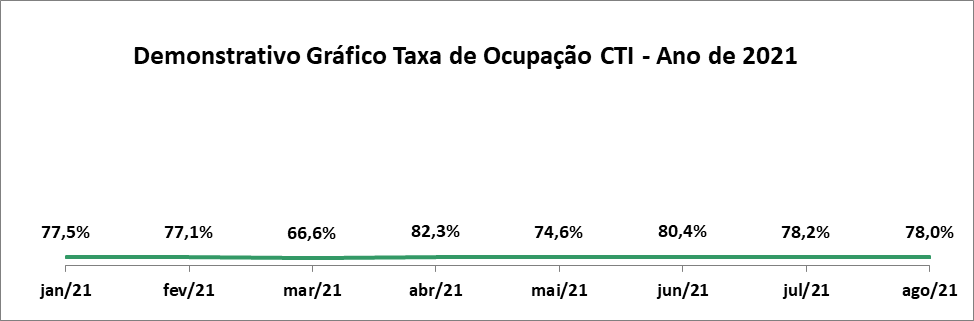 Demonstrativo Gráfico Taxa de Ocupação CTI - Ano de 2021
77,5% 77,1% 66,6% 82,3% 74,6% 80,4% 78,2% 78,0%
jan/21 fev/21 mar/21 abr/21 mai/21 jun/21 jul/21 ago/21